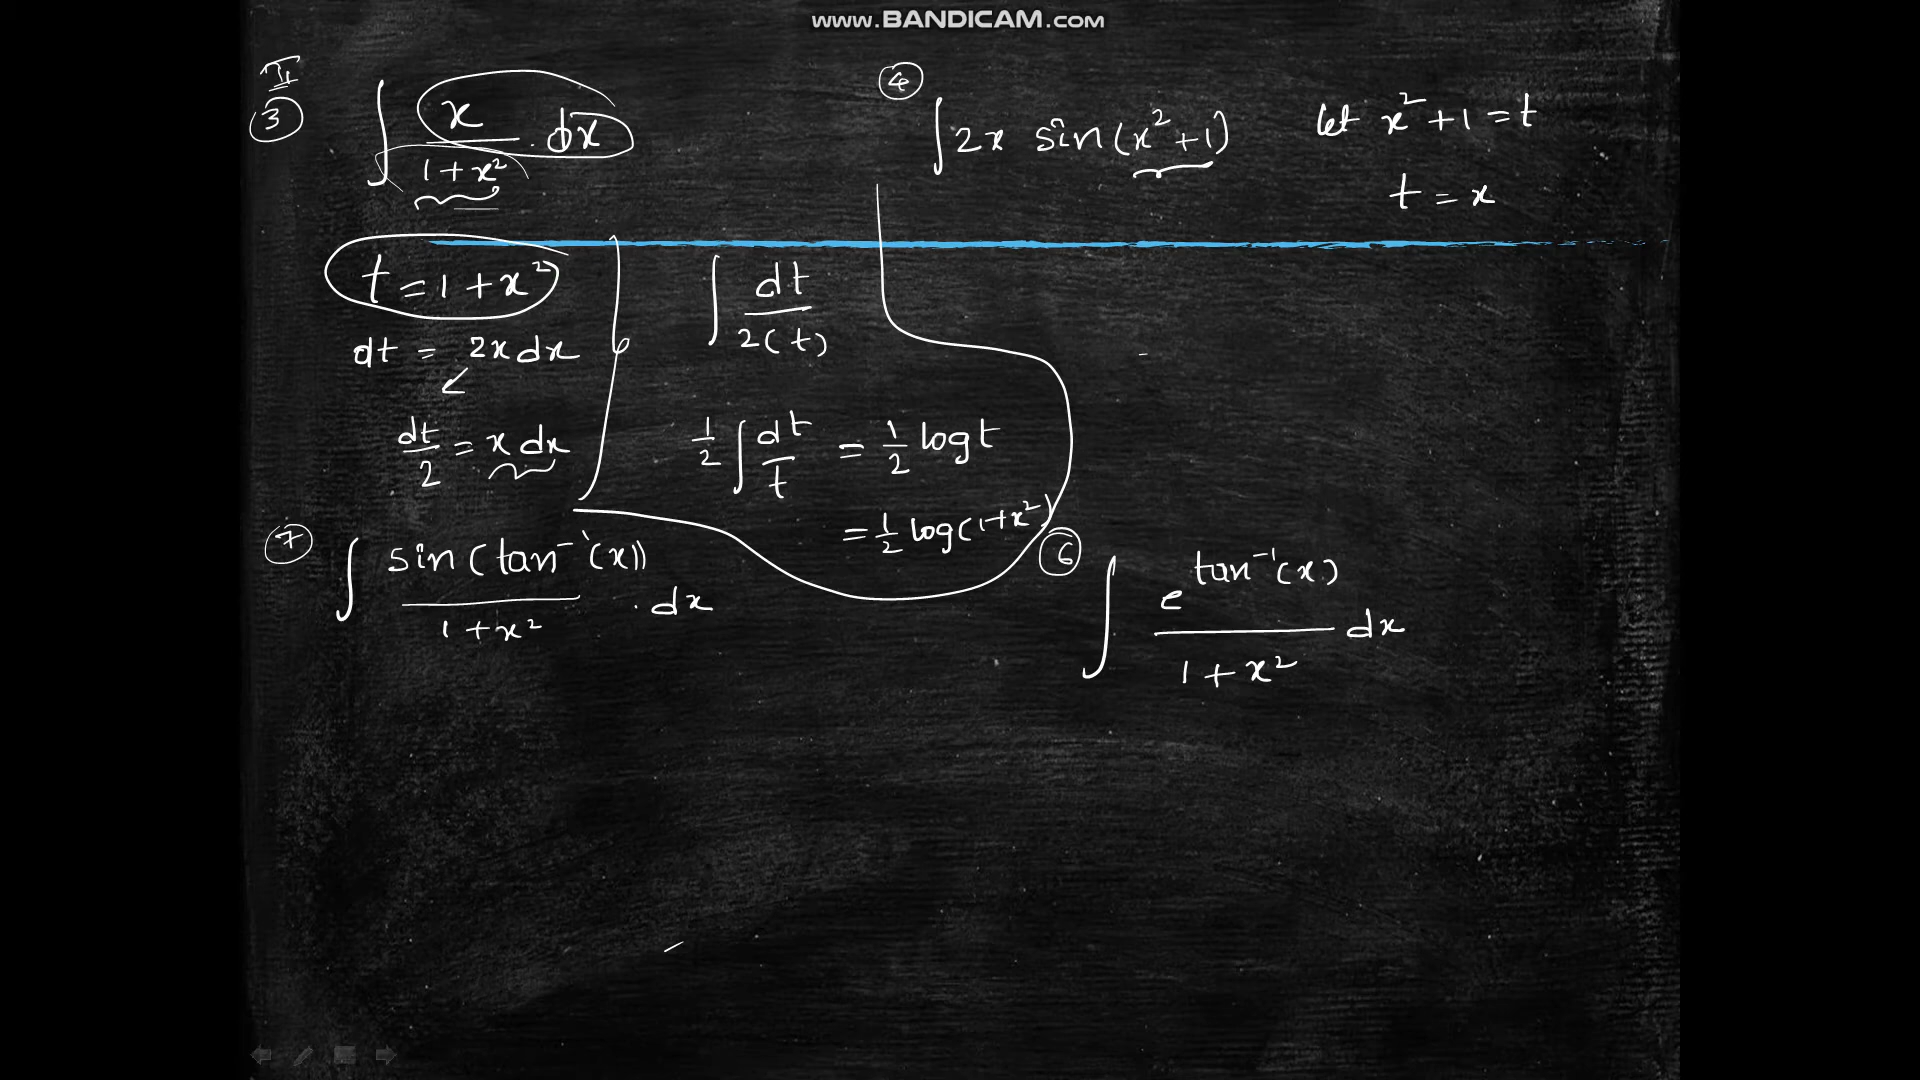 www.BANDICAM.com
II
③ ∫ x/(1+x²) . dx
t = 1 + x²
dt = 2x dx
dt/2 = x dx
∫ dt/2(t)
1/2 ∫ dt/t = 1/2 log t
= 1/2 log(1+x²)
④ ∫ 2x sin(x²+1) let x²+1 = t
t = x
⑦ ∫ sin(tan⁻¹(x))/(1+x²) . dx
⑥ ∫ e^(tan⁻¹(x))/(1+x²) dx